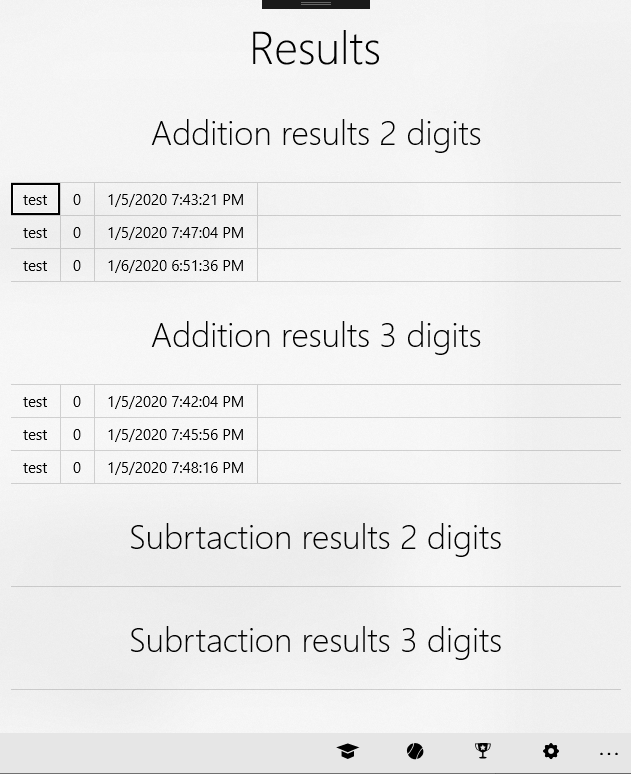 Results
Addition results 2 digits
test 0 1/5/2020 7:43:21 PM
test 0 1/5/2020 7:47:04 PM
test 0 1/6/2020 6:51:36 PM
Addition results 3 digits
test 0 1/5/2020 7:42:04 PM
test 0 1/5/2020 7:45:56 PM
test 0 1/5/2020 7:48:16 PM
Subrtaction results 2 digits
Subrtaction results 3 digits